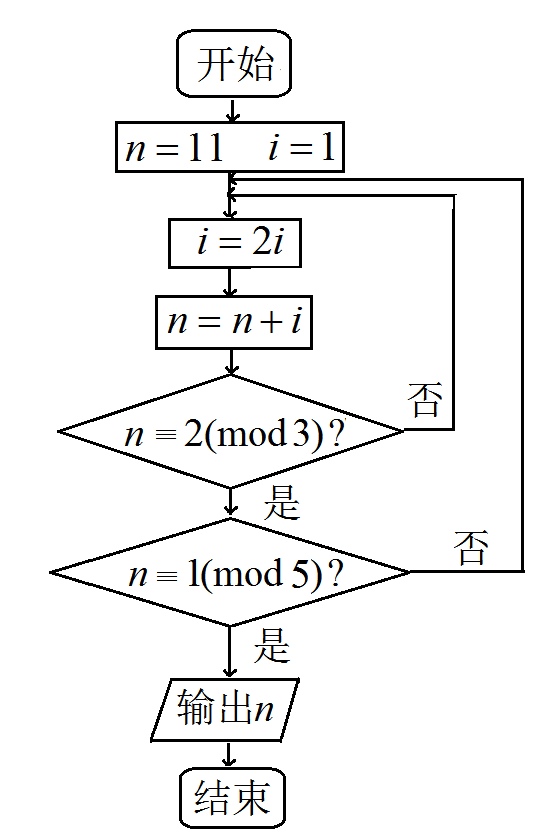 开始
n = 11 i = 1
i = 2i
n = n + i
否
n ≡ 2(mod 3)?
是
否
n ≡ 1(mod 5)?
是
输出n
结束